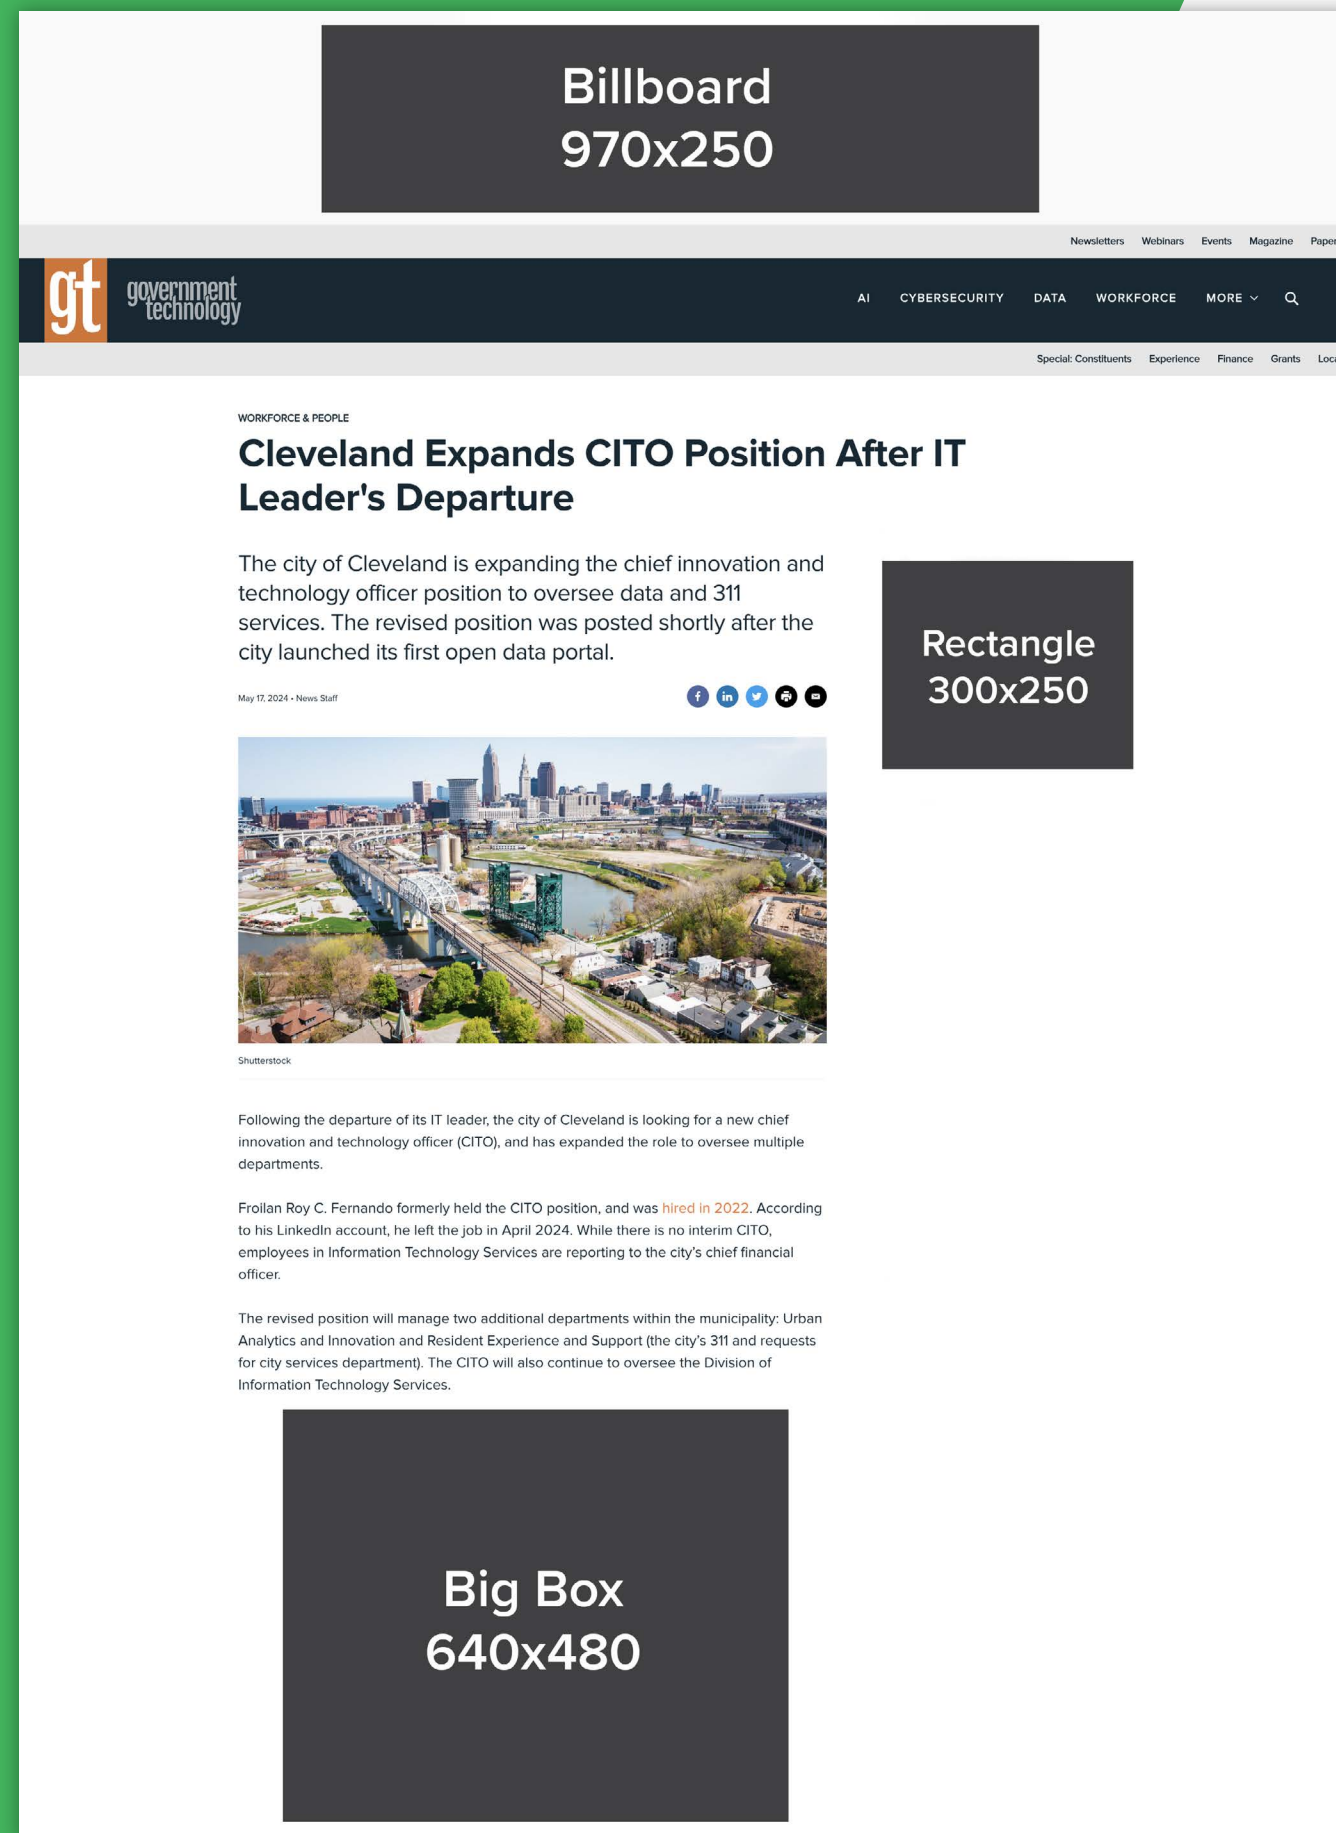 Billboard
970x250
Newsletters Webinars Events Magazine Paper
gt government
technology
AI CYBERSECURITY DATA WORKFORCE MORE
Special: Constituents Experience Finance Grants Loca
WORKFORCE & PEOPLE
Cleveland Expands CITO Position After IT
Leader's Departure
The city of Cleveland is expanding the chief innovation and
technology officer position to oversee data and 311
services. The revised position was posted shortly after the
city launched its first open data portal.
Rectangle
300x250
May 17, 2024 • News Staff
Shutterstock
Following the departure of its IT leader, the city of Cleveland is looking for a new chief
innovation and technology officer (CITO), and has expanded the role to oversee multiple
departments.
Froilan Roy C. Fernando formerly held the CITO position, and was hired in 2022. According
to his LinkedIn account, he left the job in April 2024. While there is no interim CITO,
employees in Information Technology Services are reporting to the city's chief financial
officer.
The revised position will manage two additional departments within the municipality: Urban
Analytics and Innovation and Resident Experience and Support (the city's 311 and requests
for city services department). The CITO will also continue to oversee the Division of
Information Technology Services.
Big Box
640x480